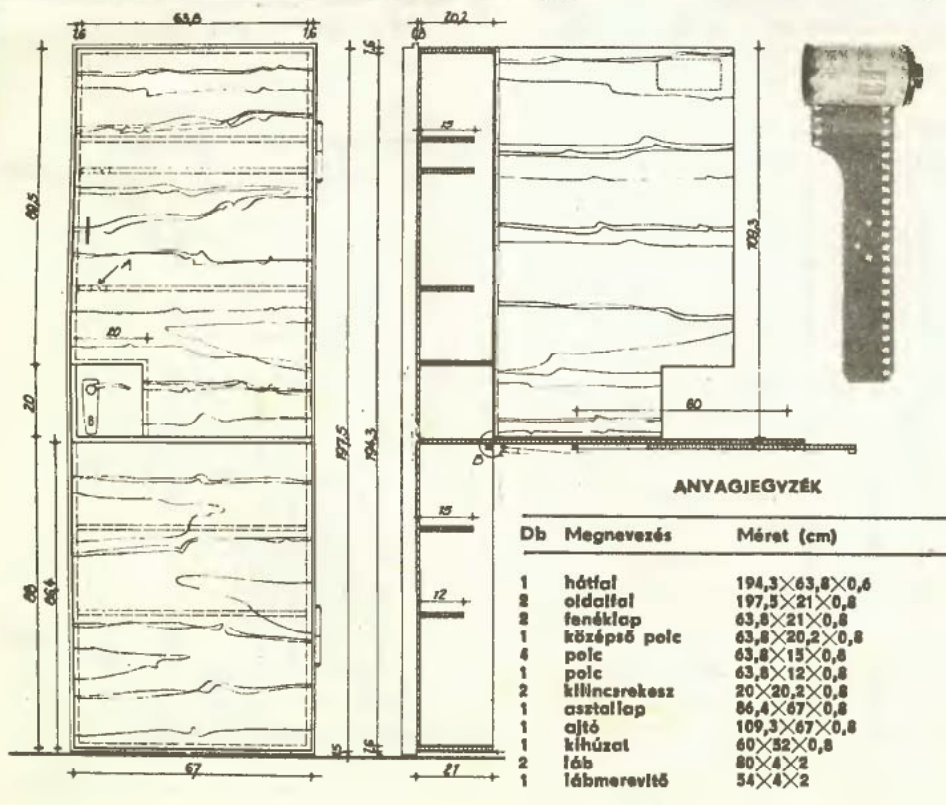 63,8
1,6
1,6
20,2
0,8
1,6
15
89,5
109,3
A
20
20
60
D
197,5
194,3
ANYAGJEGYZÉK
15
Db Megnevezés Méret (cm)
1 hátfal 194,3×63,8×0,6
2 oldalfal 197,5×21×0,8
2 fenéklap 63,8×21×0,8
1 középső polc 63,8×20,2×0,8
4 polc 63,8×15×0,8
1 polc 63,8×12×0,8
2 kilincsrekesz 20×20,2×0,8
1 asztallap 86,4×67×0,8
1 ajtó 109,3×67×0,8
1 kihúzat 60×52×0,8
2 láb 80×4×2
1 lábmerevítő 54×4×2
88
86,4
12
1,6
67
21